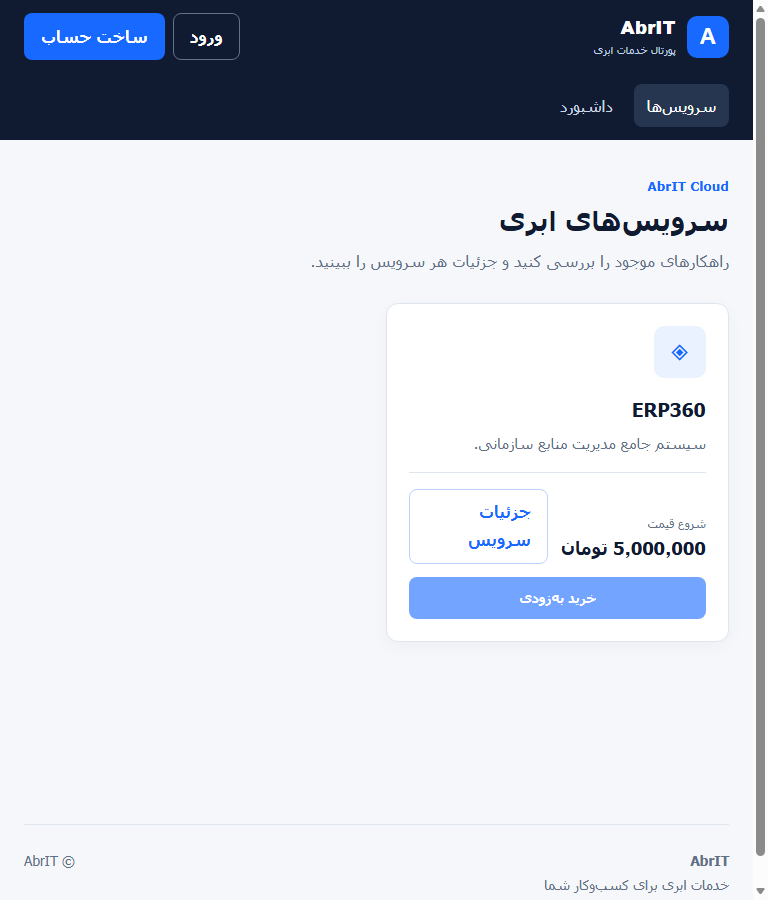 A
AbrIT
پورتال خدمات ابری
ورود
ساخت حساب
سرویس‌ها
داشبورد
AbrIT Cloud
سرویس‌های ابری
راهکارهای موجود را بررسی کنید و جزئیات هر سرویس را ببینید.
ERP360
سیستم جامع مدیریت منابع سازمانی.
شروع قیمت
5,000,000 تومان
جزئیات
سرویس
خرید به‌زودی
AbrIT
خدمات ابری برای کسب‌وکار شما
© AbrIT